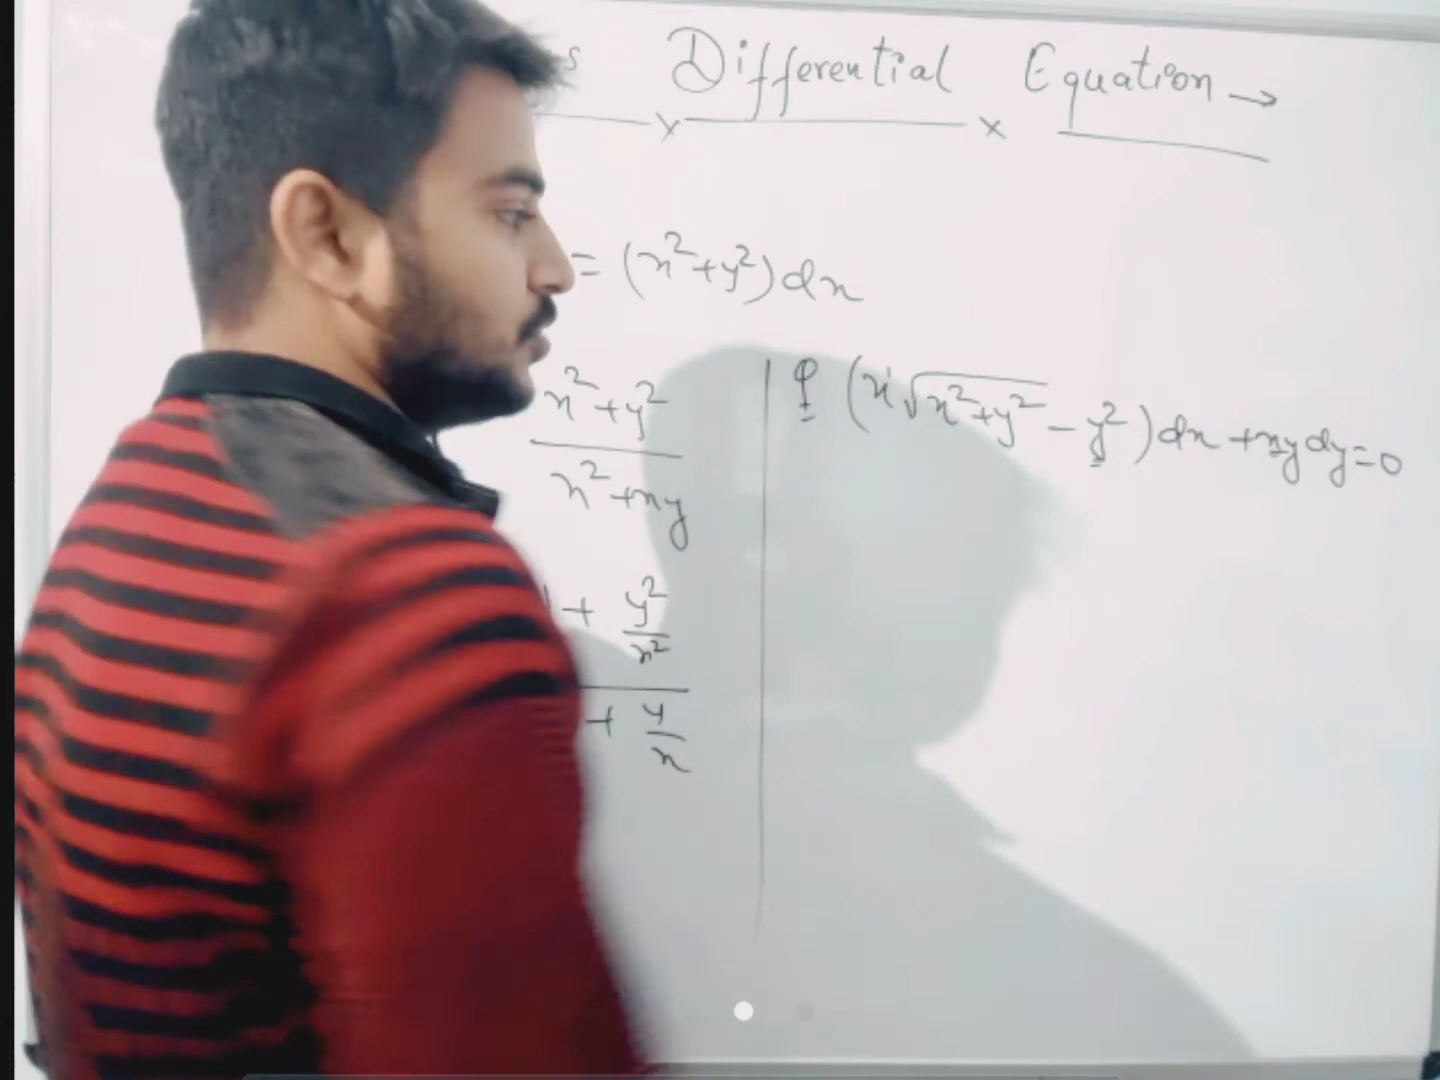 s Differential Equation →
= (x²+y²)dx
x²+y²
x²+xy
+ y²
x²
+ y
x
Q (x√x²+y² - y²)dx + xy dy = 0